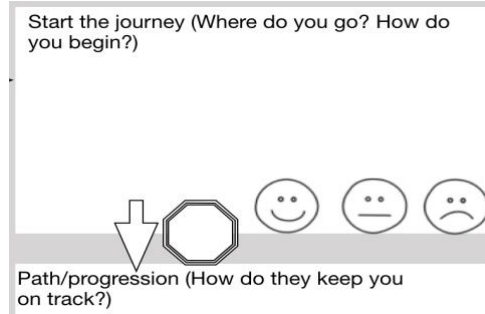 Start the journey (Where do you go? How do
you begin?)
Path/progression (How do they keep you
on track?)